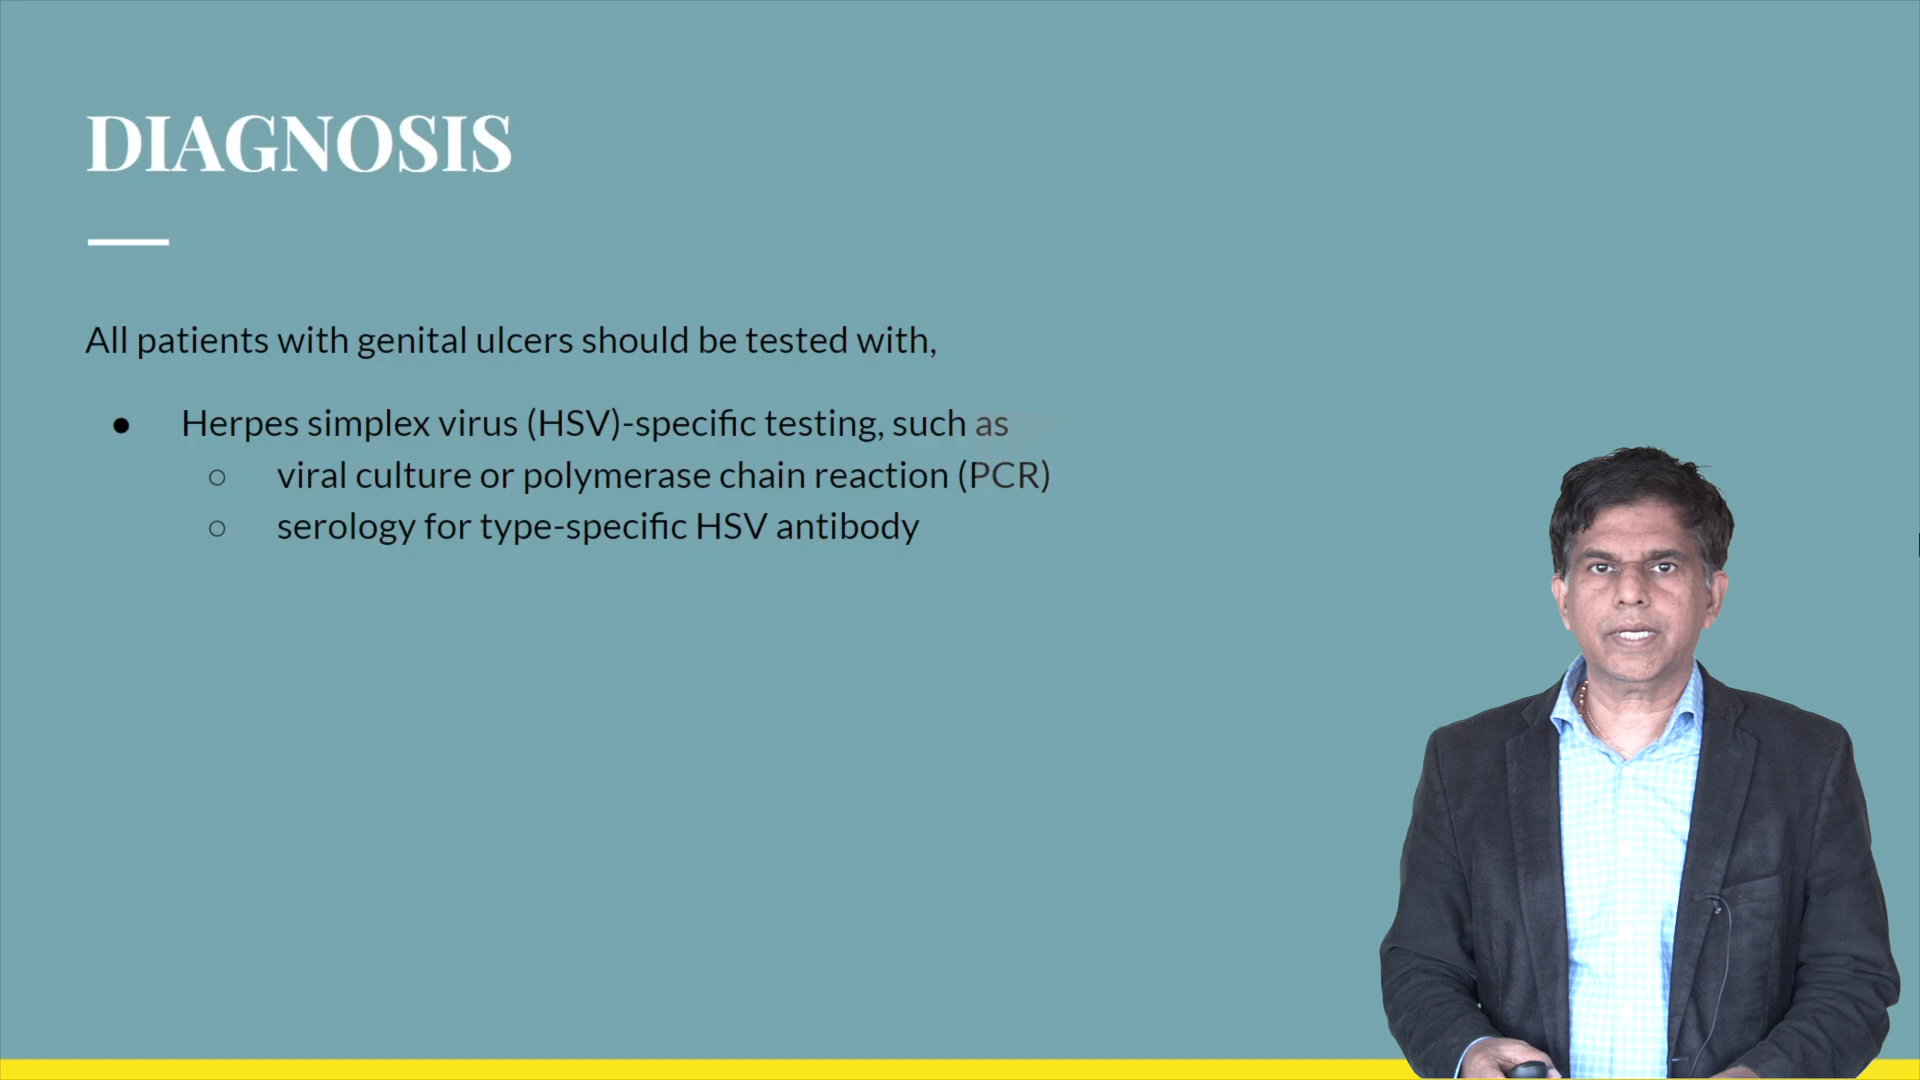 DIAGNOSIS
All patients with genital ulcers should be tested with,
● Herpes simplex virus (HSV)-specific testing, such as
○ viral culture or polymerase chain reaction (PCR)
○ serology for type-specific HSV antibody